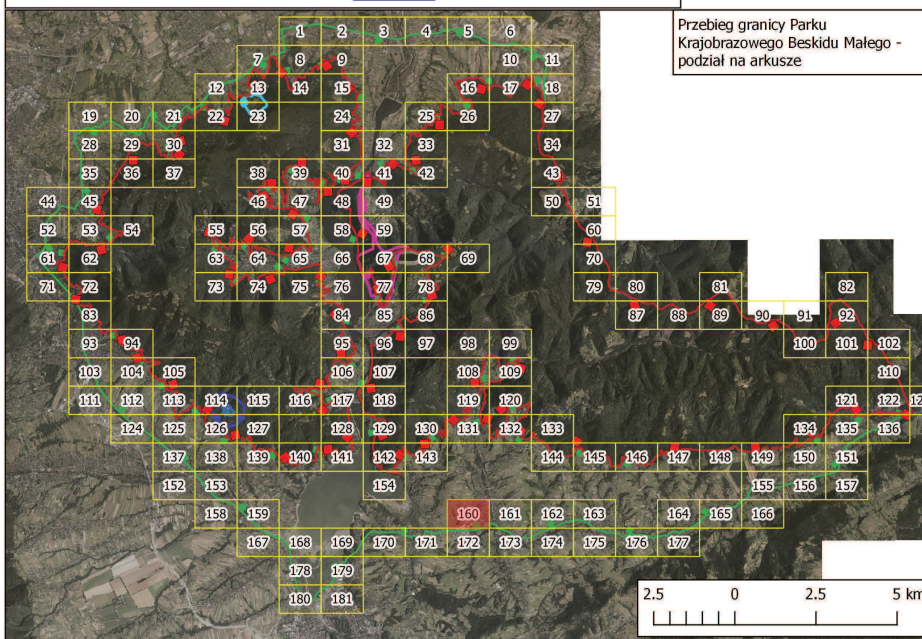 Przebieg granicy Parku
Krajobrazowego Beskidu Małego -
podział na arkusze
1 2 3 4 5 6
7 8 9 10 11
12 13 14 15 16 17 18
19 20 21 22 23 24 25 26 27
28 29 30 31 32 33 34
35 36 37 38 39 40 41 42 43
44 45 46 47 48 49 50 51
52 53 54 55 56 57 58 59 60
61 62 63 64 65 66 67 68 69 70
71 72 73 74 75 76 77 78 79 80 81 82
83 84 85 86 87 88 89 90 91 92
93 94 95 96 97 98 99 100 101 102
103 104 105 106 107 108 109 110
111 112 113 114 115 116 117 118 119 120 121 122
124 125 126 127 128 129 130 131 132 133 134 135 136
137 138 139 140 141 142 143 144 145 146 147 148 149 150 151
152 153 154 155 156 157
158 159 160 161 162 163 164 165 166
167 168 169 170 171 172 173 174 175 176 177
178 179
180 181
2.5 0 2.5 5 km